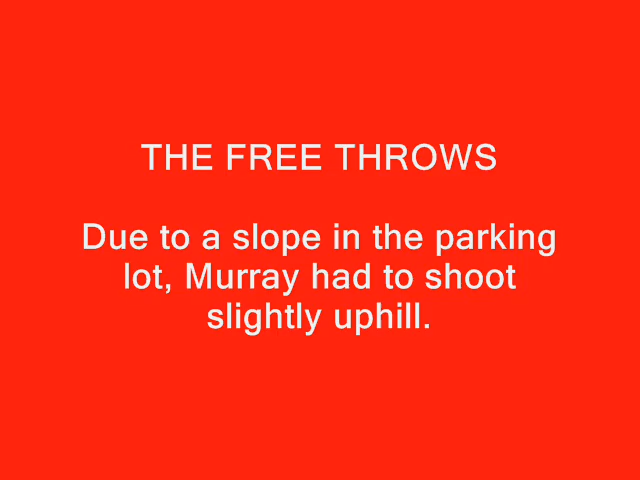 THE FREE THROWS
Due to a slope in the parking
lot, Murray had to shoot
slightly uphill.